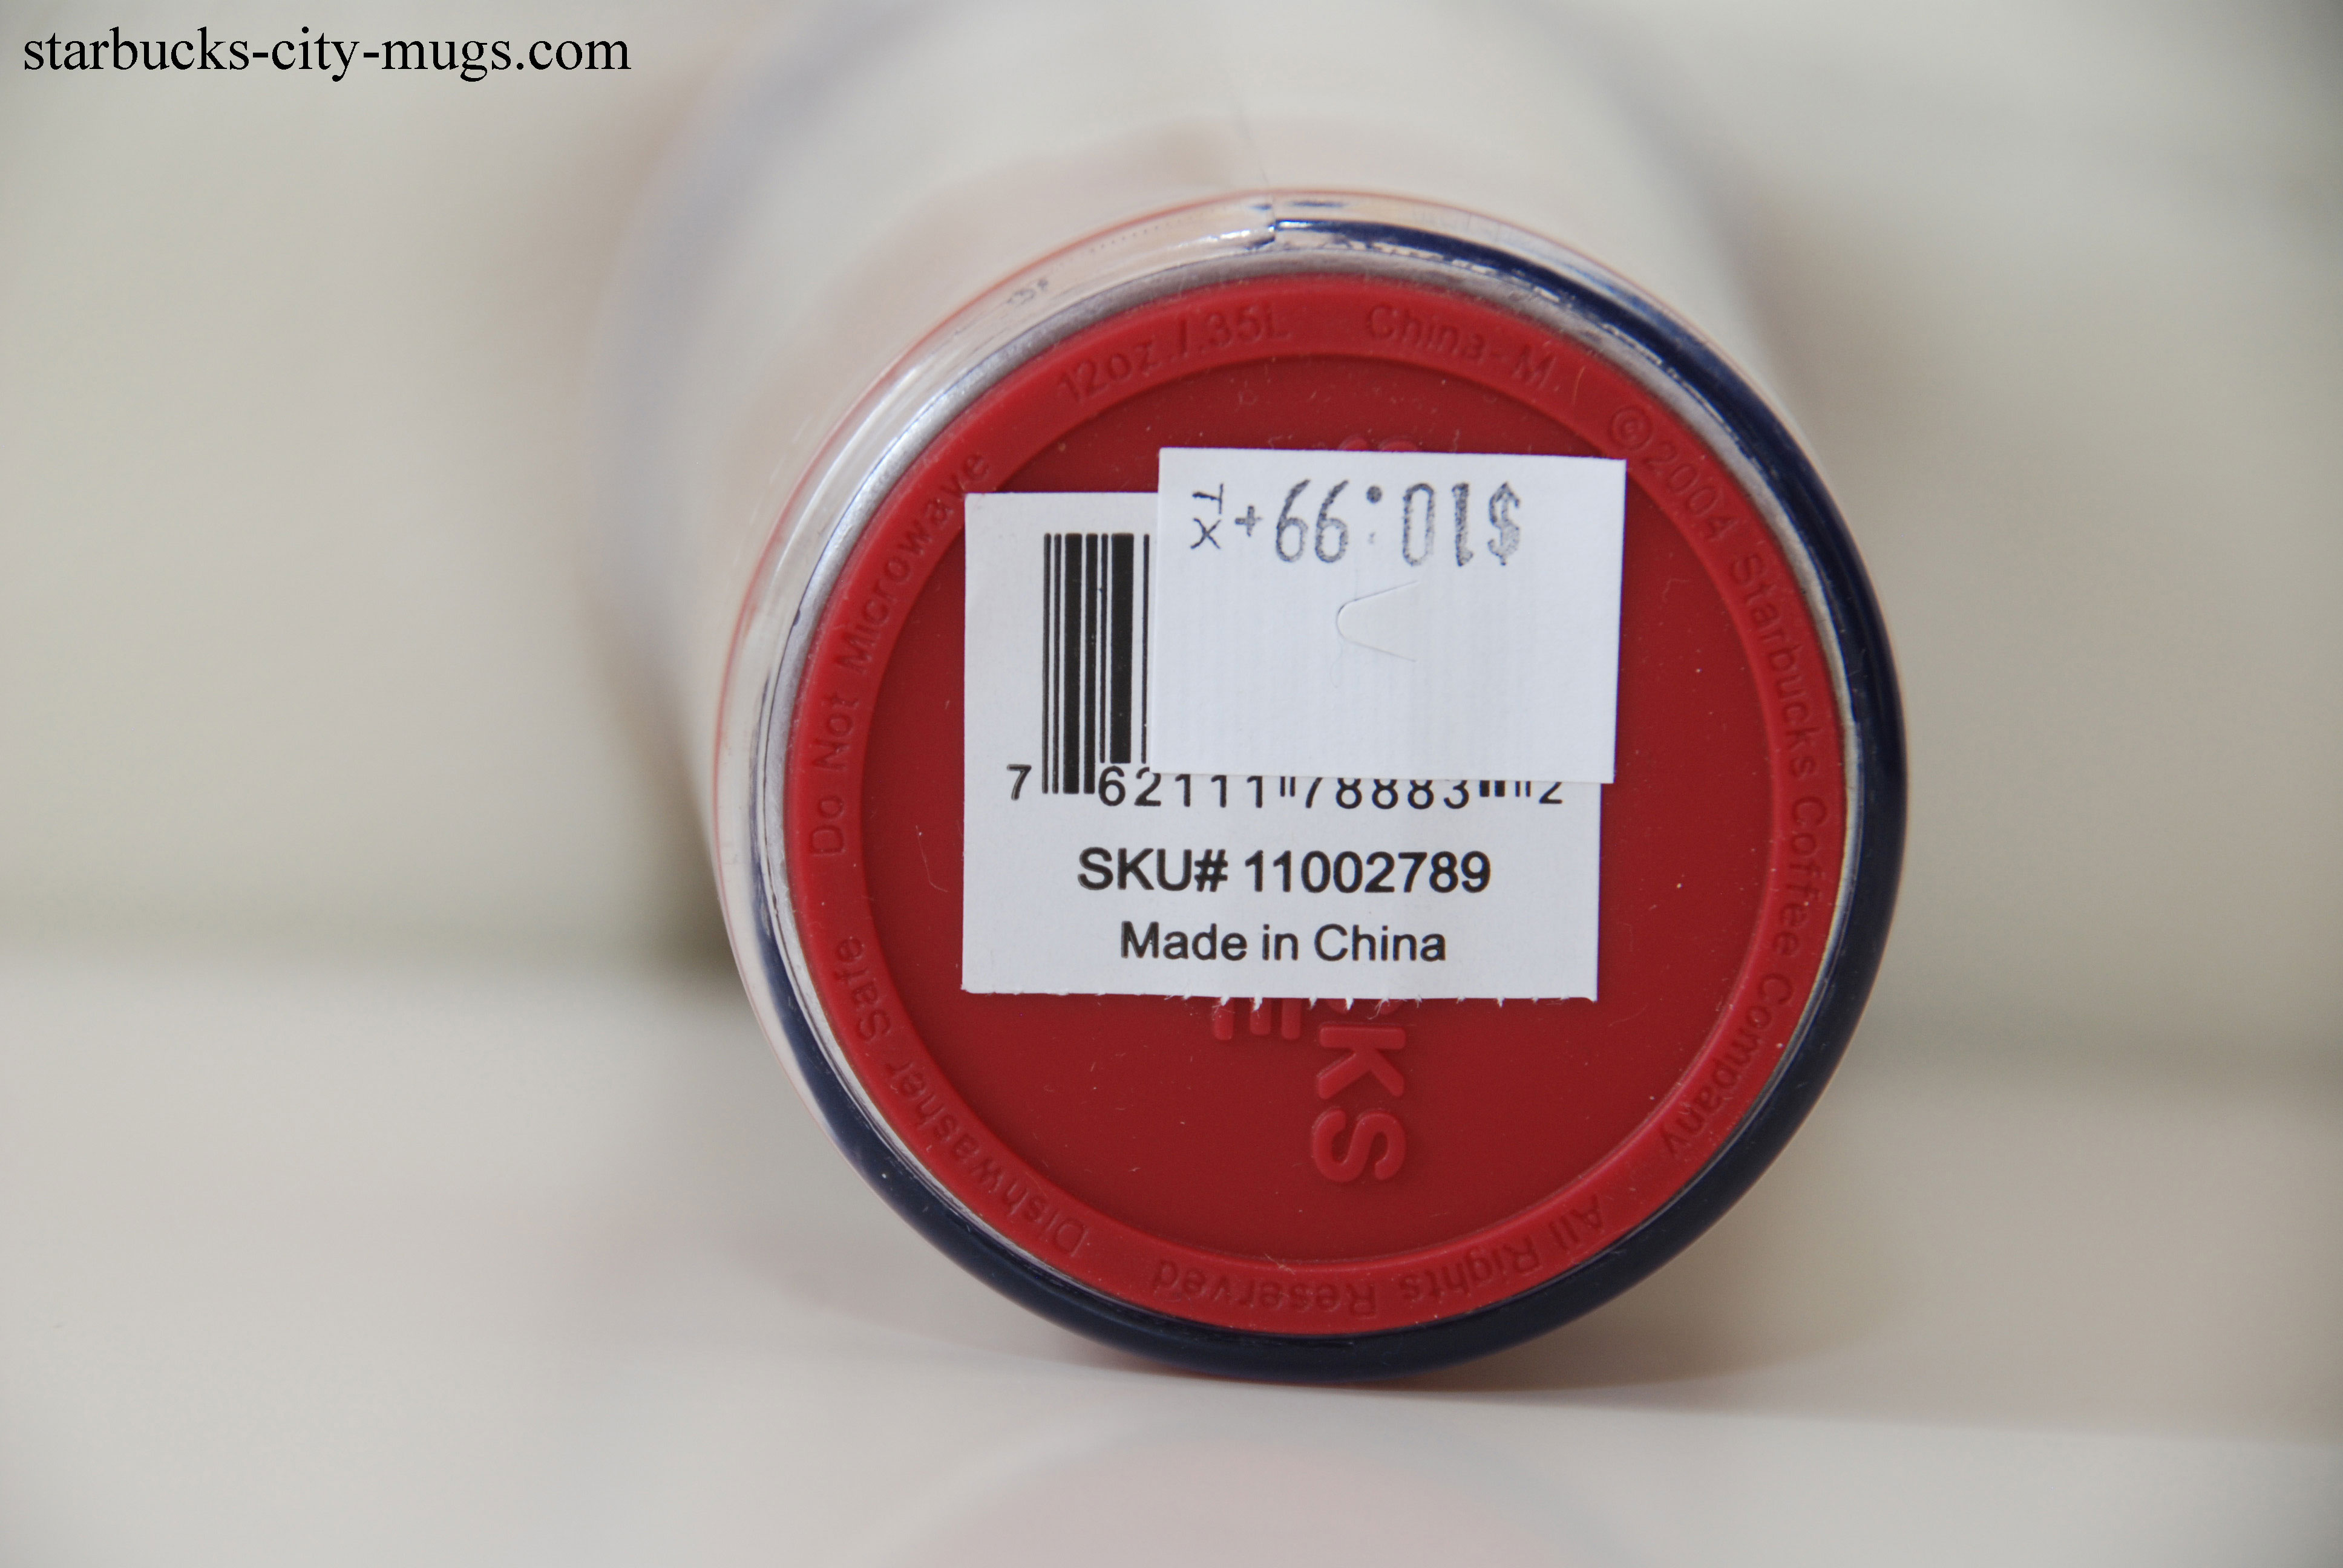 starbucks-city-mugs.com
12oz./.35L
China-M.
©2004 Starbucks Coffee Company
All Rights Reserved
Dishwasher Safe
Do Not Microwave
$10.99+TX
7 62111 78883 2
SKU# 11002789
Made in China
CKS
E